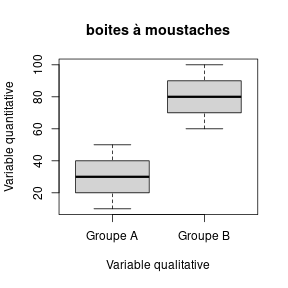 boites à moustaches
Variable quantitative
100
80
60
40
20
Groupe A
Groupe B
Variable qualitative